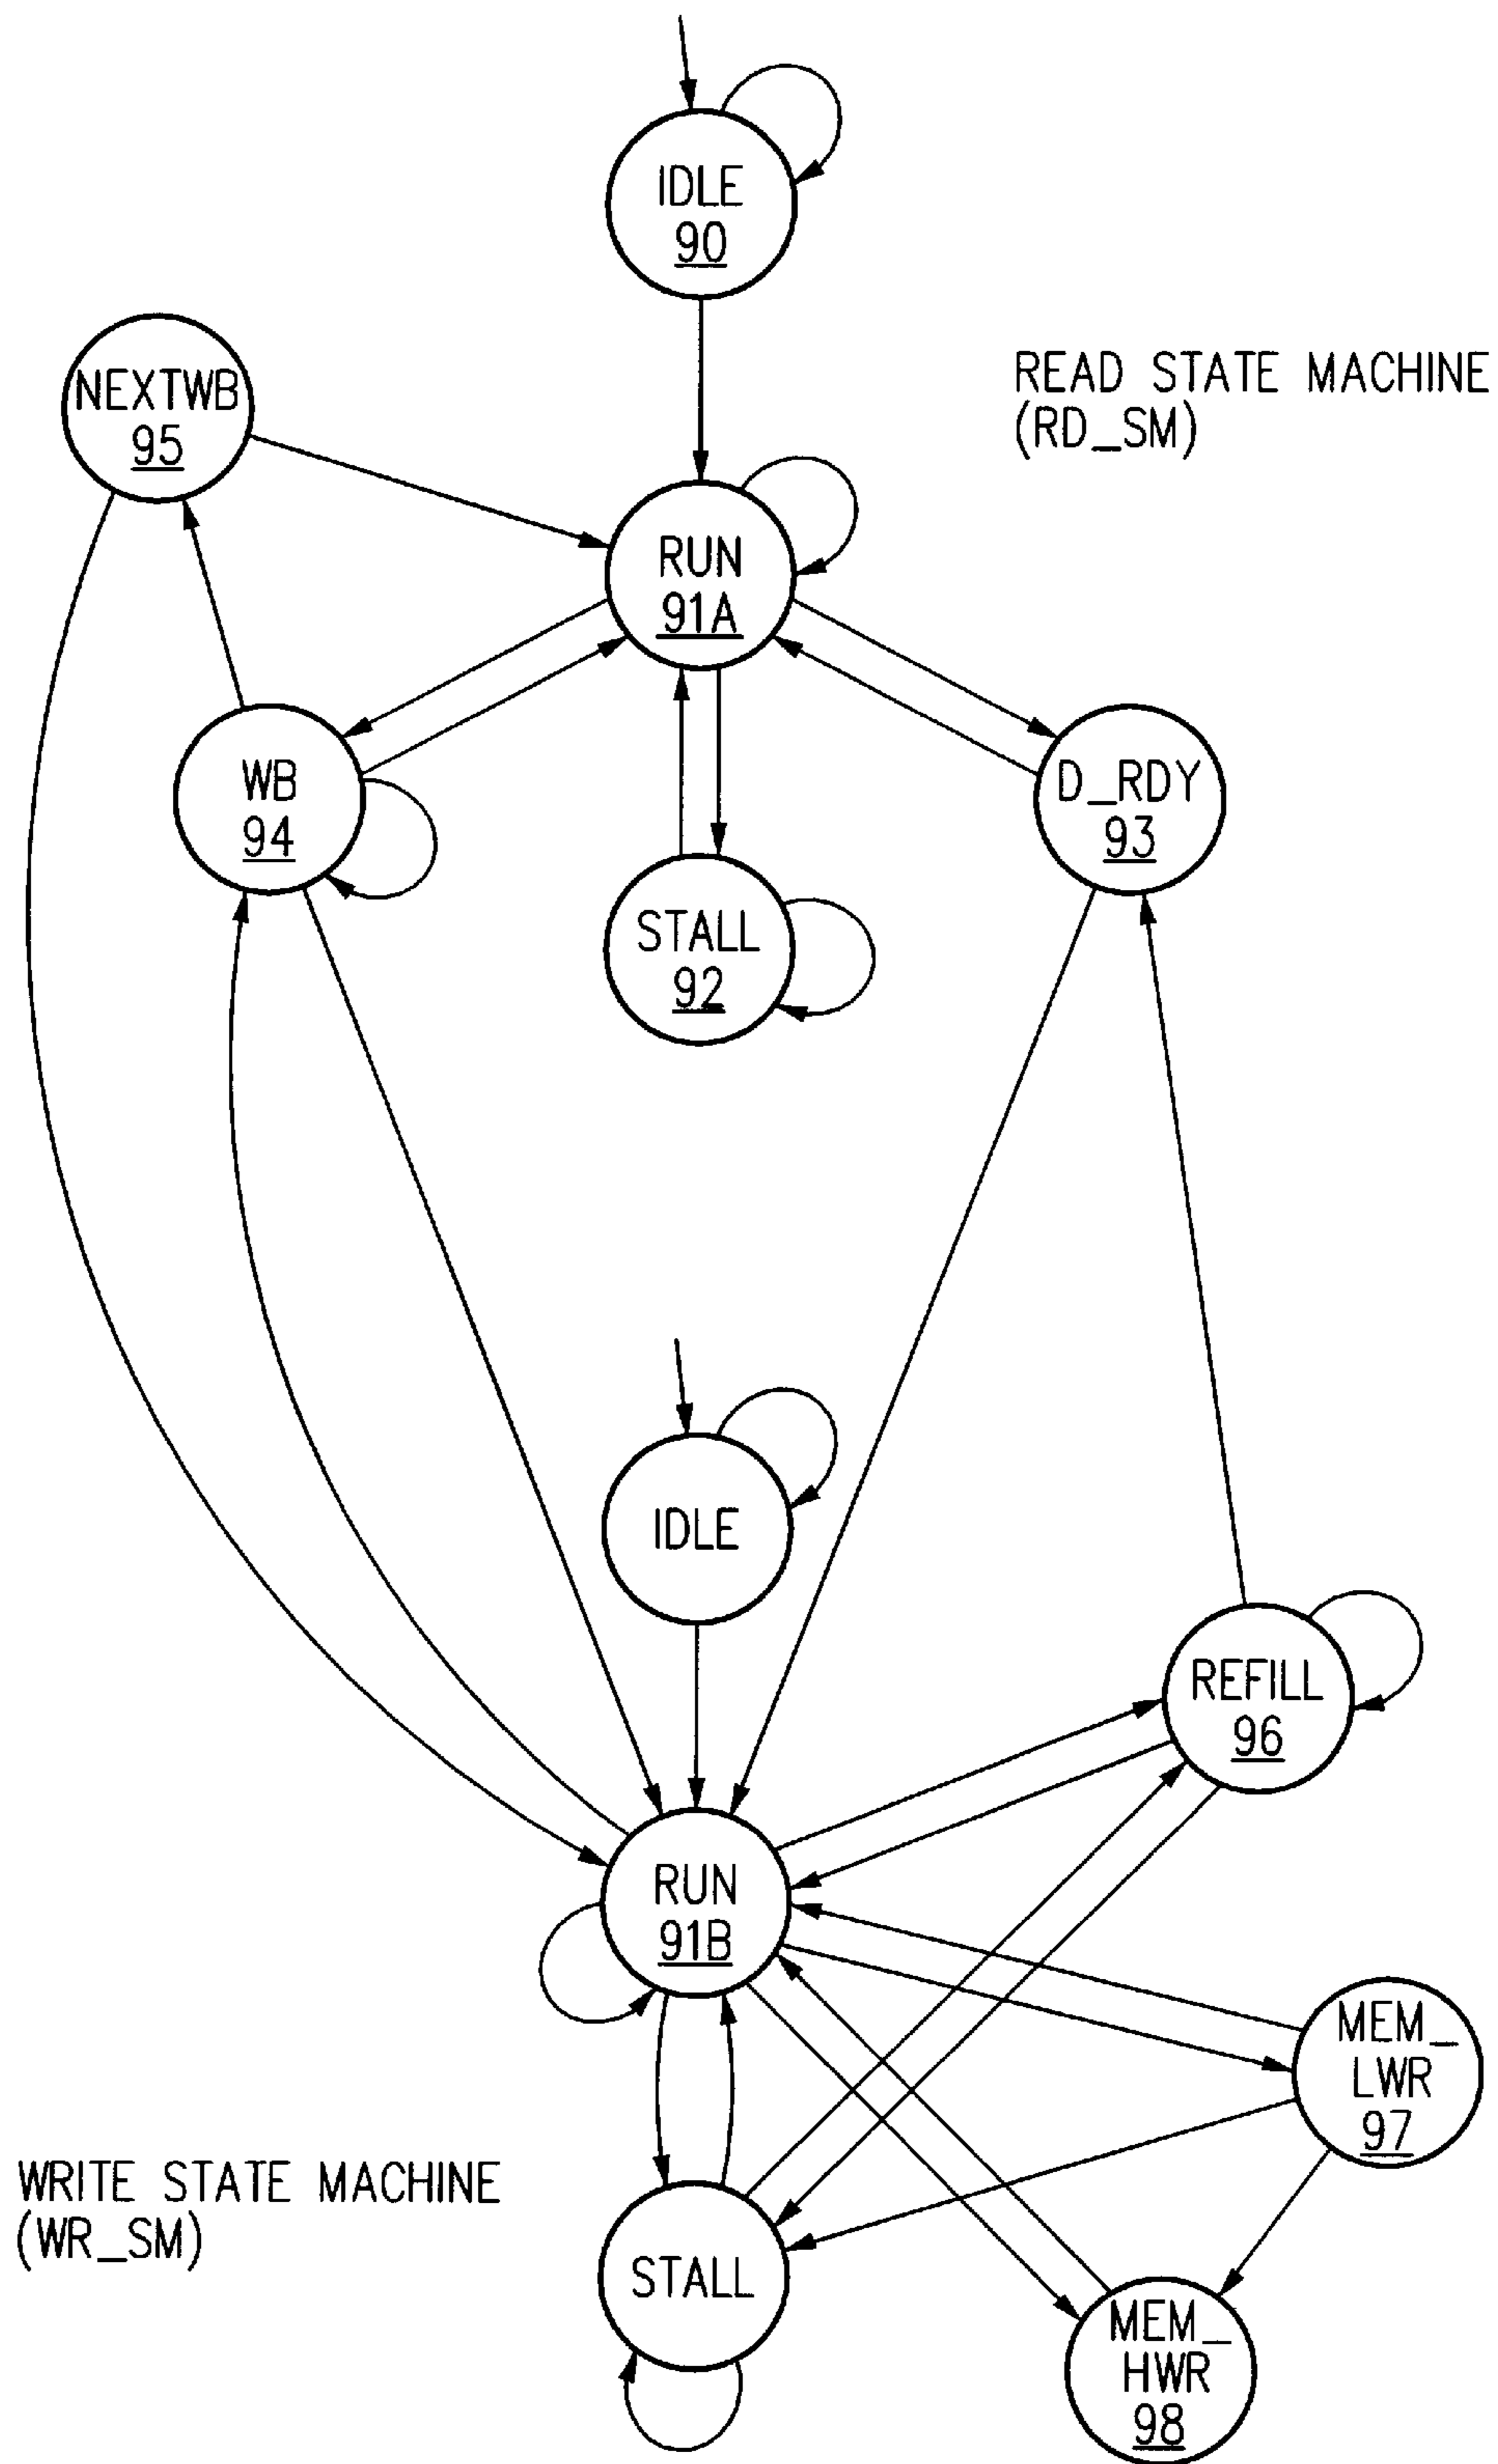 IDLE
90
NEXTWB
95
READ STATE MACHINE
(RD_SM)
RUN
91A
WB
94
D_RDY
93
STALL
92
IDLE
REFILL
96
RUN
91B
MEM_
LWR
97
WRITE STATE MACHINE
(WR_SM)
STALL
MEM_
HWR
98